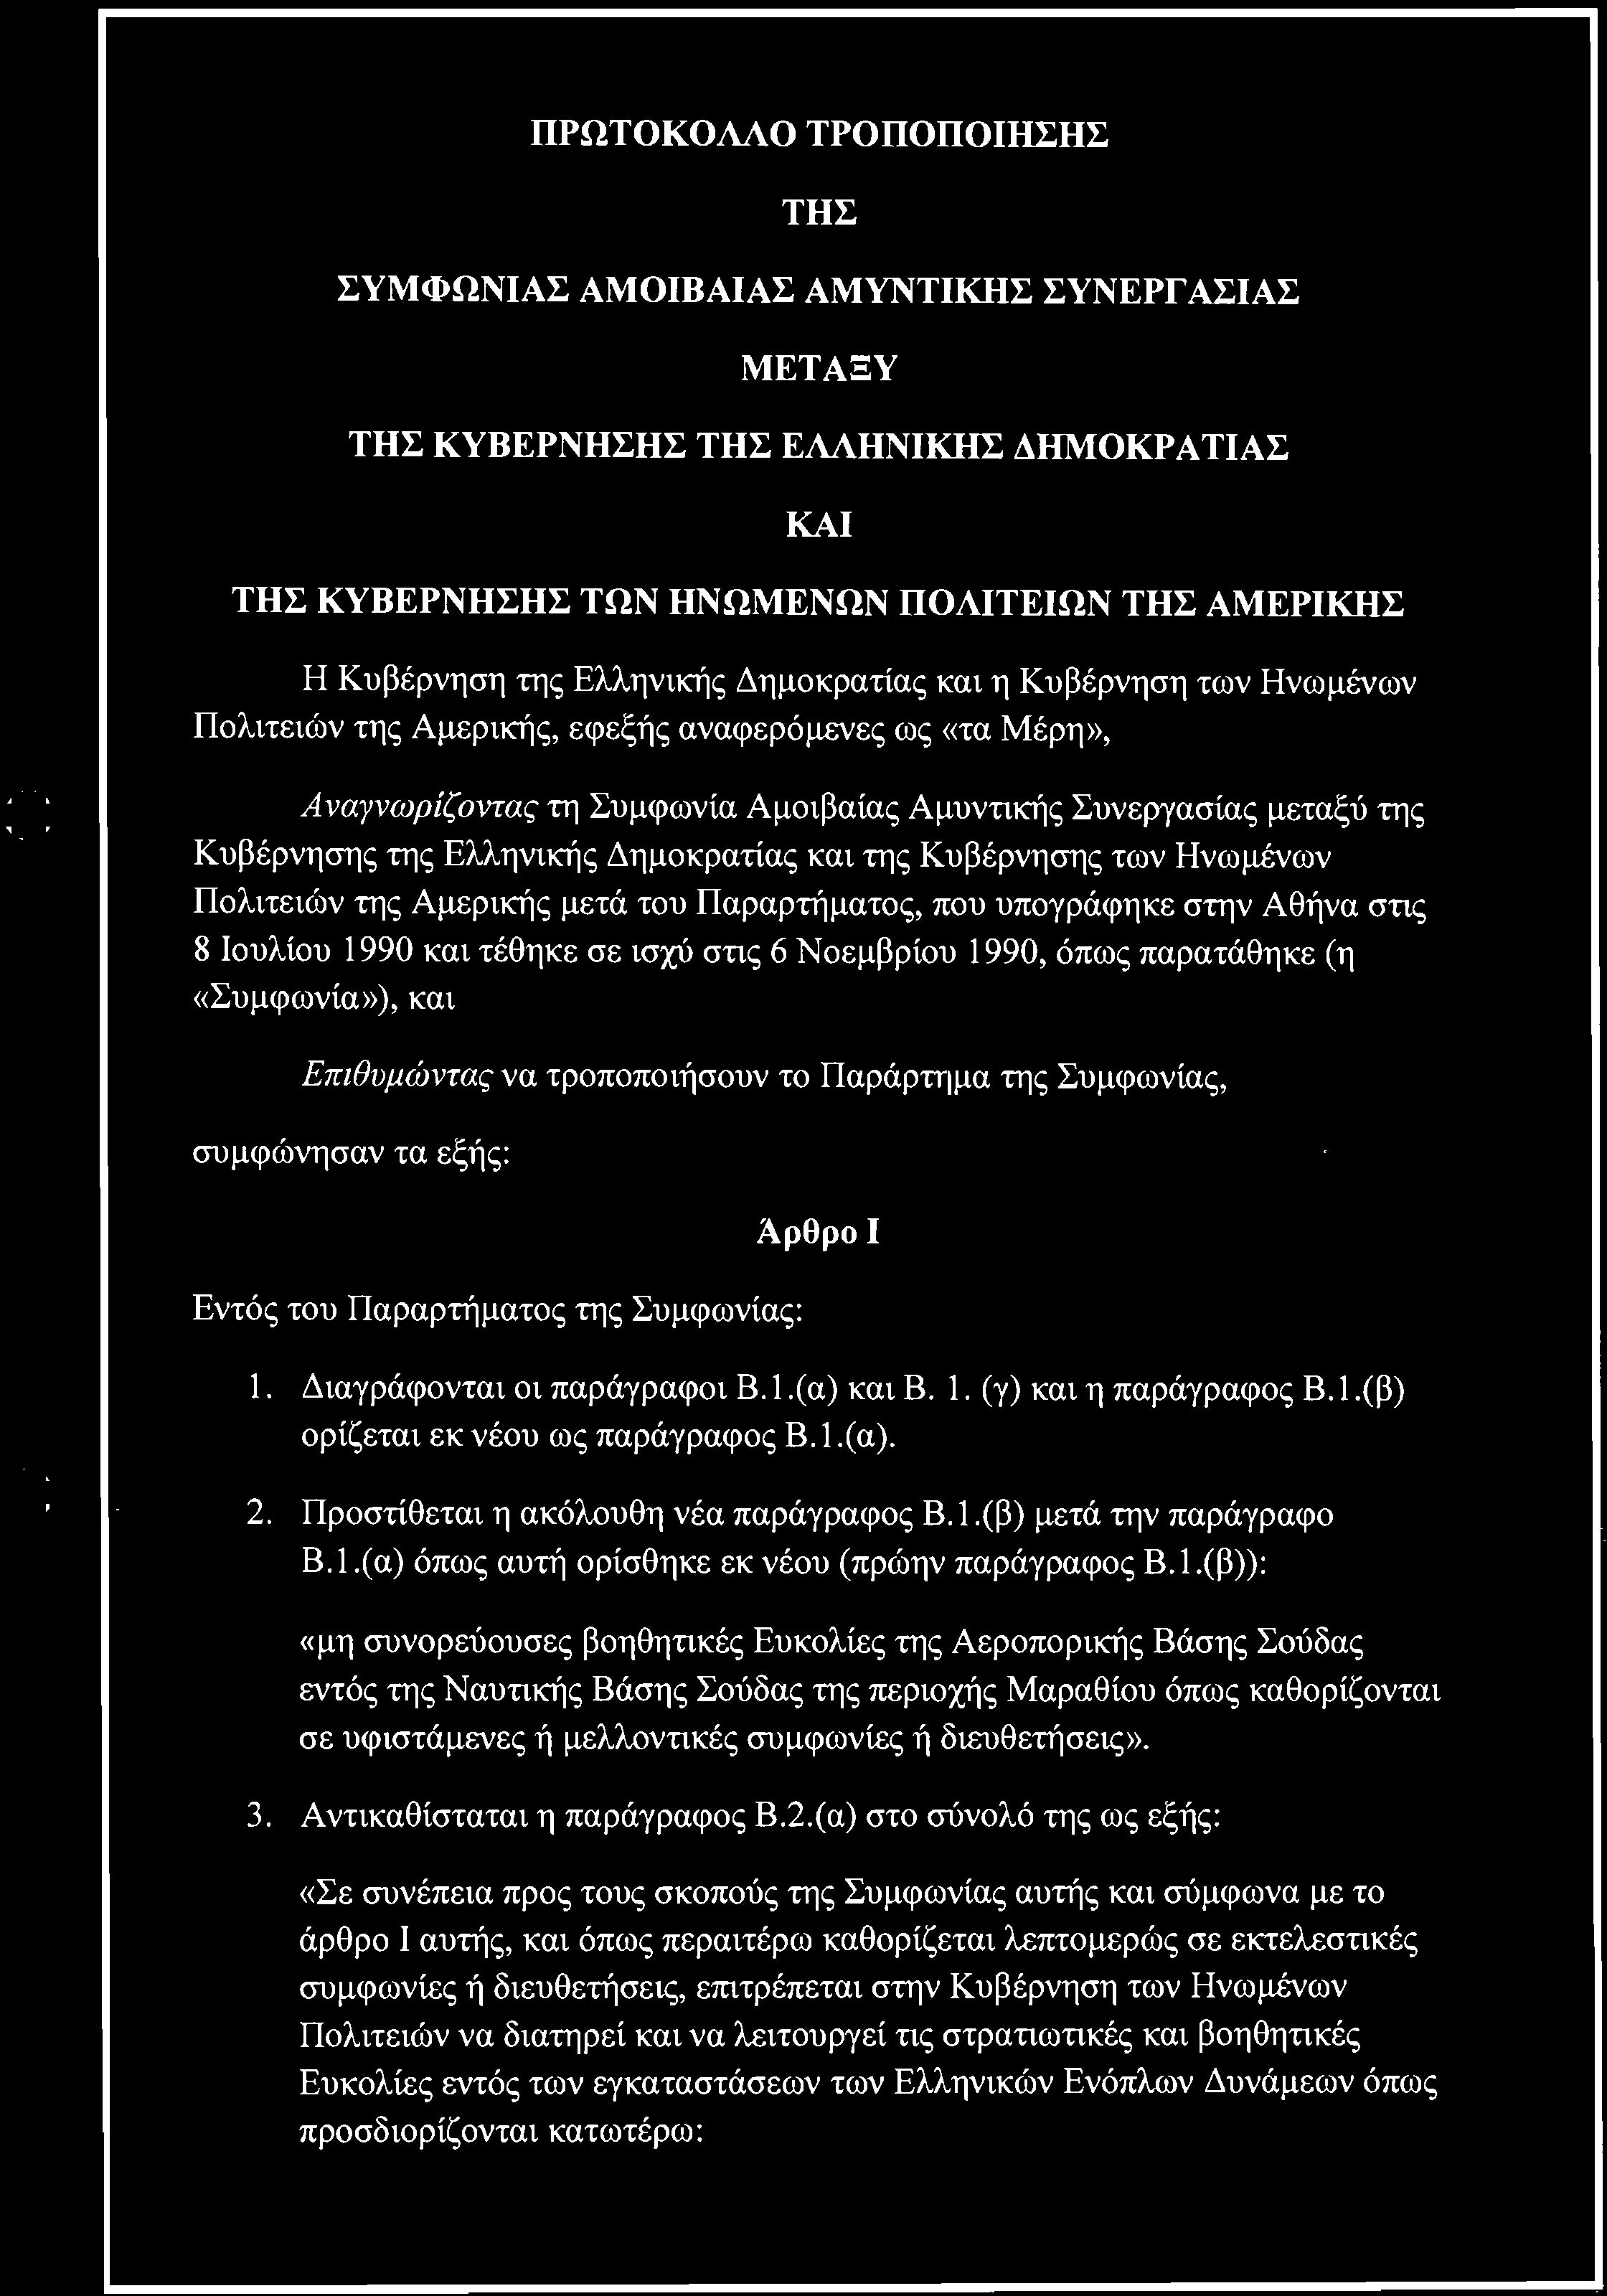 ΠΡΩΤΟΚΟΛΛΟ ΤΡΟΠΟΠΟΙΗΣΗΣ
ΤΗΣ
ΣΥΜΦΩΝΙΑΣ ΑΜΟΙΒΑΙΑΣ ΑΜΥΝΤΙΚΗΣ ΣΥΝΕΡΓΑΣΙΑΣ
ΜΕΤΑΞΥ
ΤΗΣ ΚΥΒΕΡΝΗΣΗΣ ΤΗΣ ΕΛΛΗΝΙΚΗΣ ΔΗΜΟΚΡΑΤΙΑΣ
ΚΑΙ
ΤΗΣ ΚΥΒΕΡΝΗΣΗΣ ΤΩΝ ΗΝΩΜΕΝΩΝ ΠΟΛΙΤΕΙΩΝ ΤΗΣ ΑΜΕΡΙΚΗΣ
Η Κυβέρνηση της Ελληνικής Δημοκρατίας και η Κυβέρνηση των Ηνωμένων
Πολιτειών της Αμερικής, εφεξής αναφερόμενες ως «τα Μέρη»,
Αναγνωρίζοντας τη Συμφωνία Αμοιβαίας Αμυντικής Συνεργασίας μεταξύ της
Κυβέρνησης της Ελληνικής Δημοκρατίας και της Κυβέρνησης των Ηνωμένων
Πολιτειών της Αμερικής μετά του Παραρτήματος, που υπογράφηκε στην Αθήνα στις
8 Ιουλίου 1990 και τέθηκε σε ισχύ στις 6 Νοεμβρίου 1990, όπως παρατάθηκε (η
«Συμφωνία»), και
Επιθυμώντας να τροποποιήσουν το Παράρτημα της Συμφωνίας,
συμφώνησαν τα εξής:
Άρθρο Ι
Εντός του Παραρτήματος της Συμφωνίας:
1. Διαγράφονται οι παράγραφοι Β.1.(α) και Β. 1. (γ) και η παράγραφος Β.1.(β)
ορίζεται εκ νέου ως παράγραφος Β.1.(α).
2. Προστίθεται η ακόλουθη νέα παράγραφος Β.1.(β) μετά την παράγραφο
Β.1.(α) όπως αυτή ορίσθηκε εκ νέου (πρώην παράγραφος Β.1.(β)):
«μη συνορεύουσες βοηθητικές Ευκολίες της Αεροπορικής Βάσης Σούδας
εντός της Ναυτικής Βάσης Σούδας της περιοχής Μαραθίου όπως καθορίζονται
σε υφιστάμενες ή μελλοντικές συμφωνίες ή διευθετήσεις».
3. Αντικαθίσταται η παράγραφος Β.2.(α) στο σύνολό της ως εξής:
«Σε συνέπεια προς τους σκοπούς της Συμφωνίας αυτής και σύμφωνα με το
άρθρο Ι αυτής, και όπως περαιτέρω καθορίζεται λεπτομερώς σε εκτελεστικές
συμφωνίες ή διευθετήσεις, επιτρέπεται στην Κυβέρνηση των Ηνωμένων
Πολιτειών να διατηρεί και να λειτουργεί τις στρατιωτικές και βοηθητικές
Ευκολίες εντός των εγκαταστάσεων των Ελληνικών Ενόπλων Δυνάμεων όπως
προσδιορίζονται κατωτέρω: